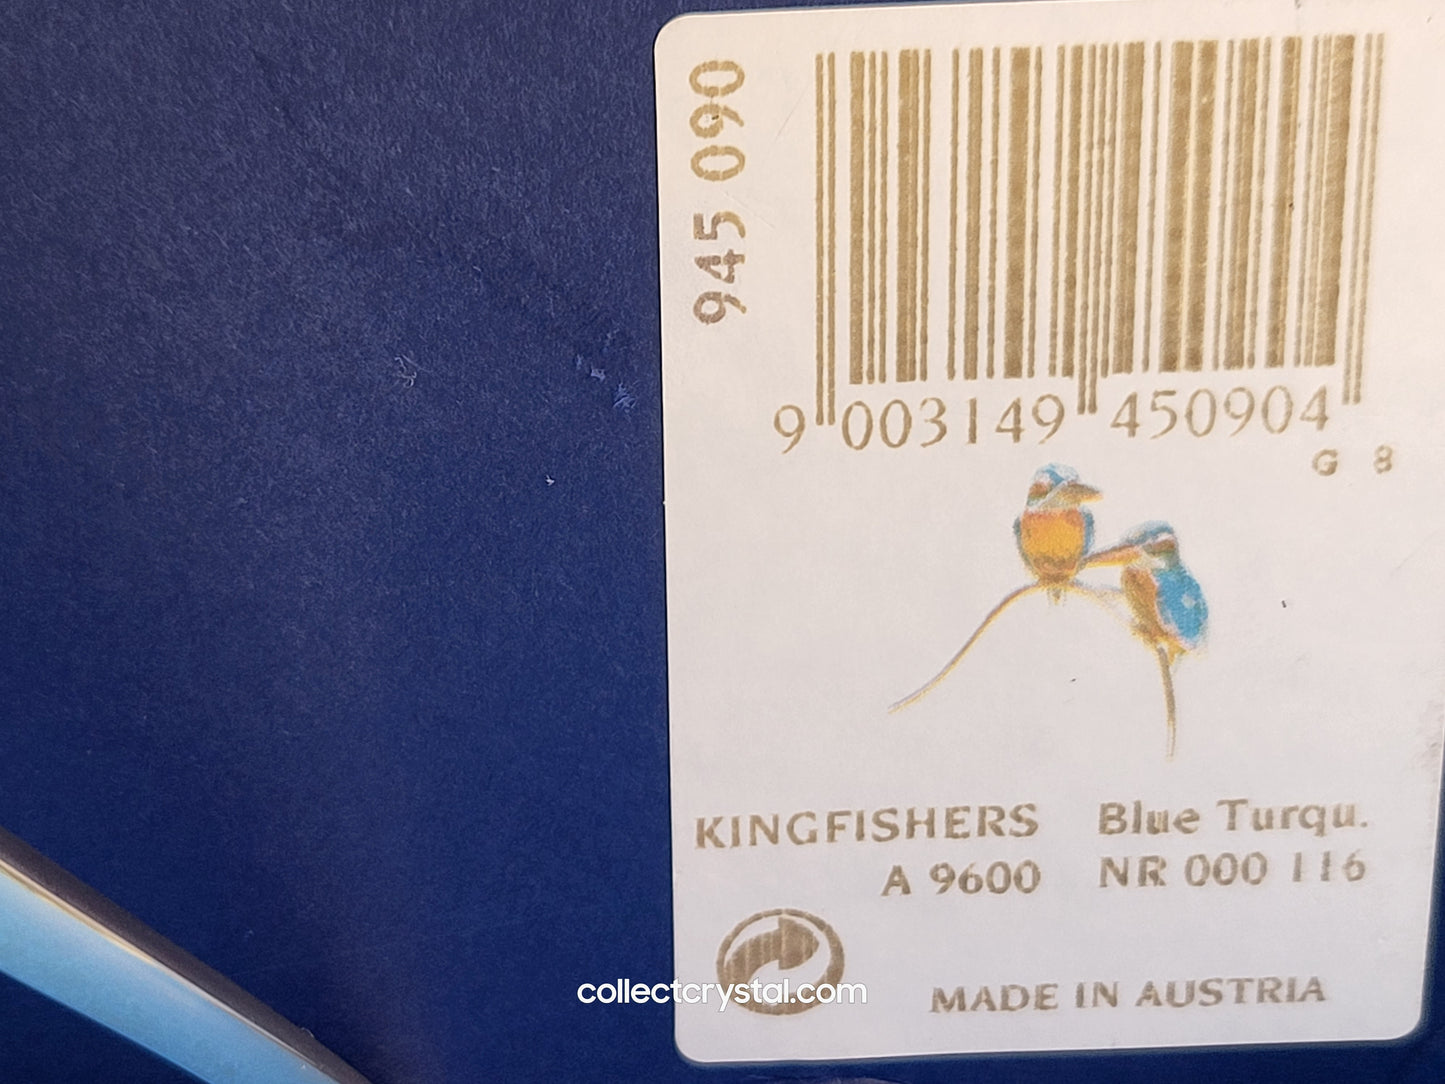 945 090
9 003149 450904
G 8
KINGFISHERS Blue Turqu.
A 9600 NR 000 116
MADE IN AUSTRIA
collectcrystal.com